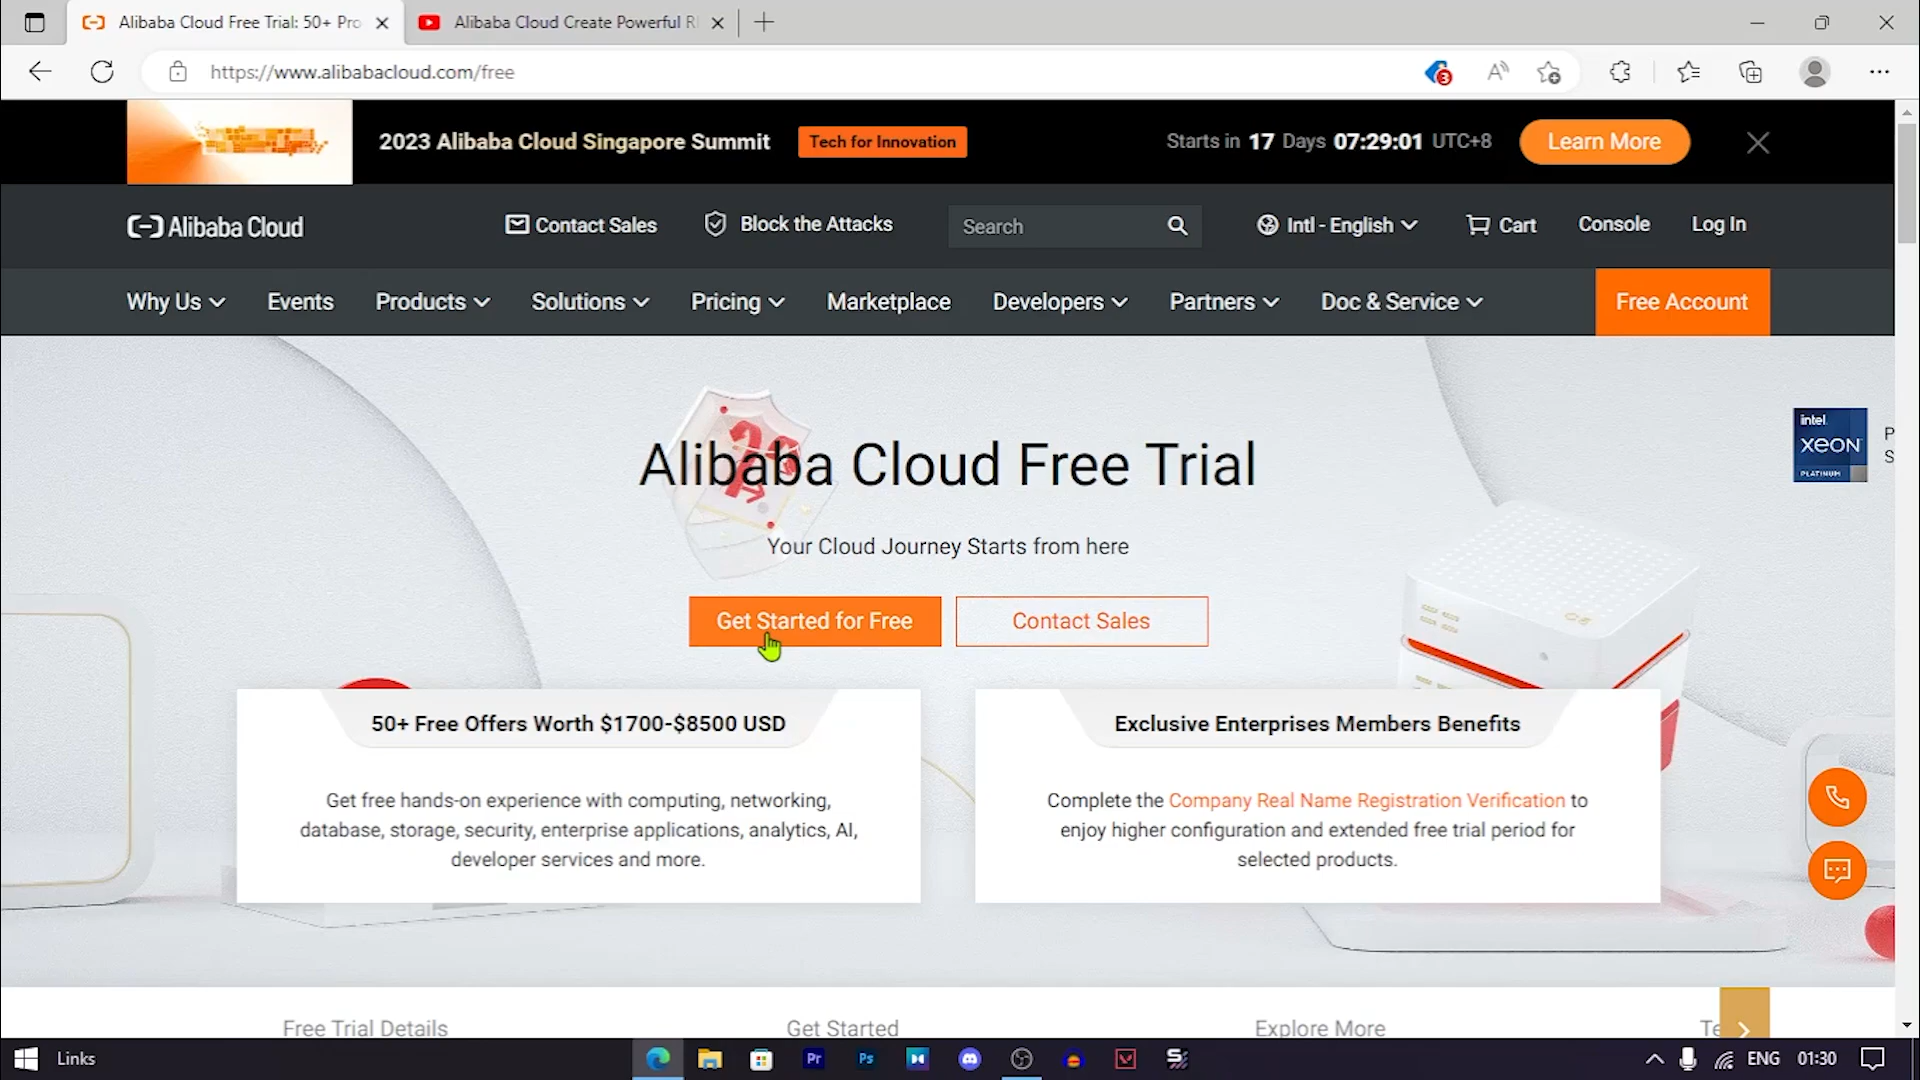 Alibaba Cloud Free Trial: 50+ Pro
Alibaba Cloud Create Powerful R
https://www.alibabacloud.com/free
3
2023 Alibaba Cloud Singapore Summit
Tech for Innovation
Starts in 17 Days 07:29:01 UTC+8
Learn More
Alibaba Cloud
Contact Sales
Block the Attacks
Search
Intl - English
Cart
Console
Log In
Why Us
Events
Products
Solutions
Pricing
Marketplace
Developers
Partners
Doc & Service
Free Account
intel.
XEON
PLATINUM
P
S
Alibaba Cloud Free Trial
Your Cloud Journey Starts from here
Get Started for Free
Contact Sales
50+ Free Offers Worth $1700-$8500 USD
Get free hands-on experience with computing, networking,
database, storage, security, enterprise applications, analytics, AI,
developer services and more.
Exclusive Enterprises Members Benefits
Complete the Company Real Name Registration Verification to
enjoy higher configuration and extended free trial period for
selected products.
Free Trial Details
Get Started
Explore More
Te
Links
Pr
Ps
ENG
01:30